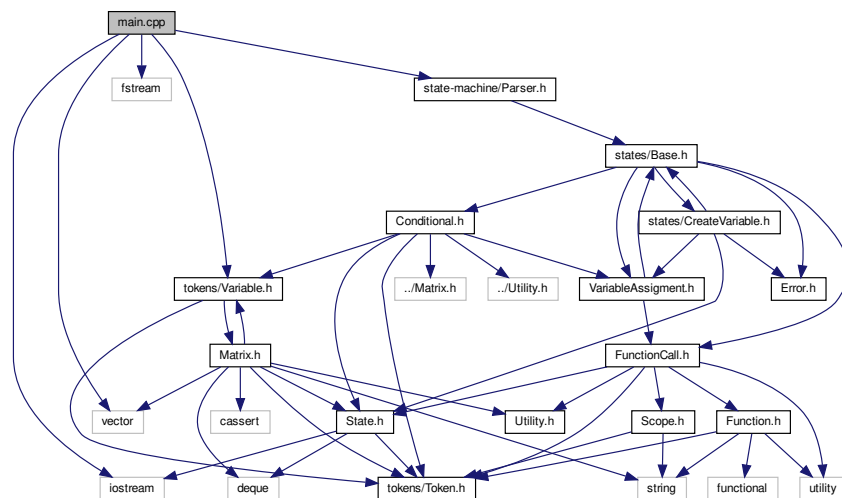 main.cpp
fstream
state-machine/Parser.h
states/Base.h
Conditional.h
states/CreateVariable.h
tokens/Variable.h
../Matrix.h
../Utility.h
VariableAssigment.h
Error.h
Matrix.h
FunctionCall.h
vector
cassert
State.h
Utility.h
Scope.h
Function.h
iostream
deque
tokens/Token.h
string
functional
utility